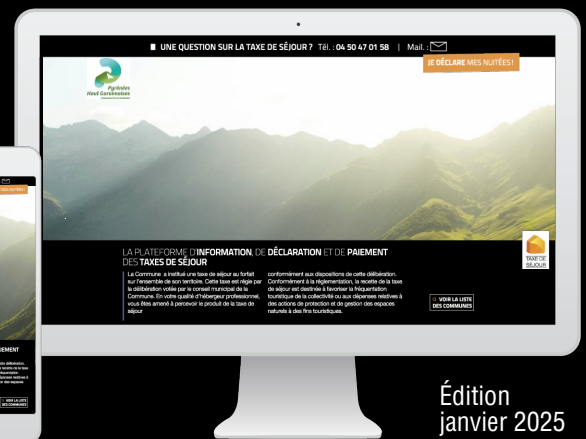 UNE QUESTION SUR LA TAXE DE SÉJOUR ? Tél. : 04 50 47 01 58 | Mail. :
JE DÉCLARE MES NUITÉES !
Pyrénées
Haut Garonnaises
LA PLATEFORME D'INFORMATION, DE DÉCLARATION ET DE PAIEMENT
DES TAXES DE SÉJOUR
La Commune a institué une taxe de séjour au forfait
sur l'ensemble de son territoire. Cette taxe est régie par
la délibération votée par le conseil municipal de la
Commune. En votre qualité d'hébergeur professionnel,
vous êtes amené à percevoir le produit de la taxe de
séjour
conformément aux dispositions de cette délibération.
Conformément à la réglementation, la recette de la taxe
de séjour est destinée à favoriser la fréquentation
touristique de la collectivité ou aux dépenses relatives à
des actions de protection et de gestion des espaces
naturels à des fins touristiques.
TAXE DE
SÉJOUR
VOIR LA LISTE
DES COMMUNES
Édition
janvier 2025